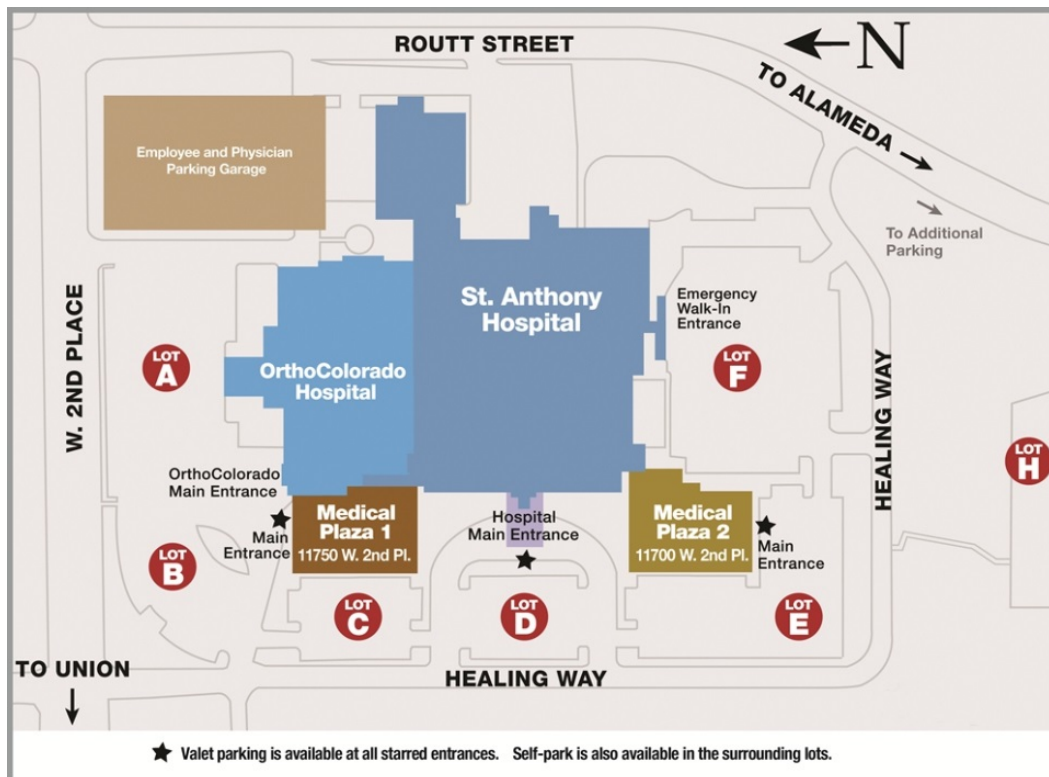 ROUTT STREET
N
TO ALAMEDA
Employee and Physician
Parking Garage
To Additional
Parking
W. 2ND PLACE
St. Anthony
Hospital
Emergency
Walk-In
Entrance
LOT
A
OrthoColorado
Hospital
LOT
F
HEALING WAY
LOT
H
OrthoColorado
Main Entrance
Main
Entrance
Medical
Plaza 1
11750 W. 2nd Pl.
Hospital
Main Entrance
Medical
Plaza 2
11700 W. 2nd Pl.
Main
Entrance
LOT
B
LOT
C
LOT
D
LOT
E
TO UNION
HEALING WAY
Valet parking is available at all starred entrances. Self-park is also available in the surrounding lots.